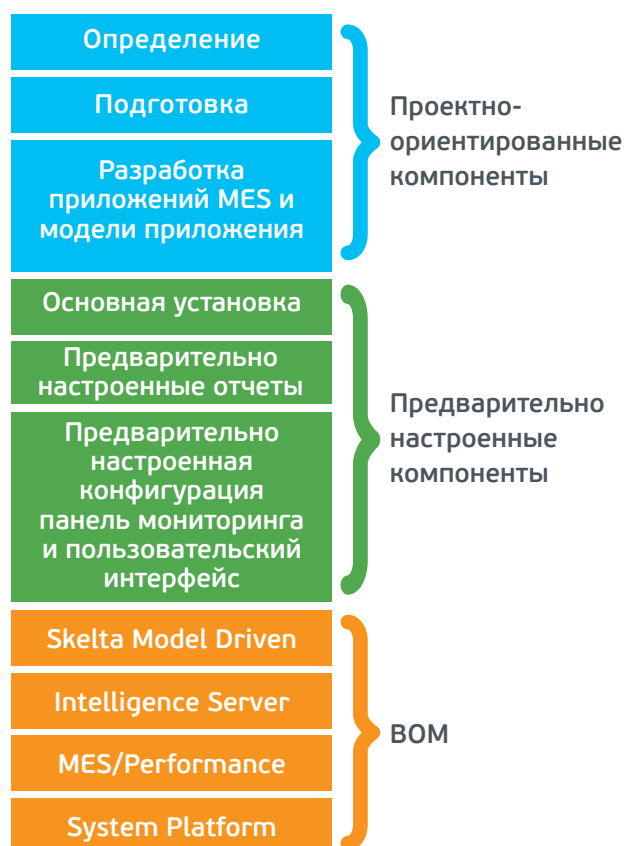 Определение
Подготовка
Разработка
приложений MES и
модели приложения
Проектно-
ориентированные
компоненты
Основная установка
Предварительно
настроенные отчеты
Предварительно
настроенная
конфигурация
панель мониторинга
и пользовательский
интерфейс
Предварительно
настроенные
компоненты
Skelta Model Driven
Intelligence Server
MES/Performance
System Platform
BOM